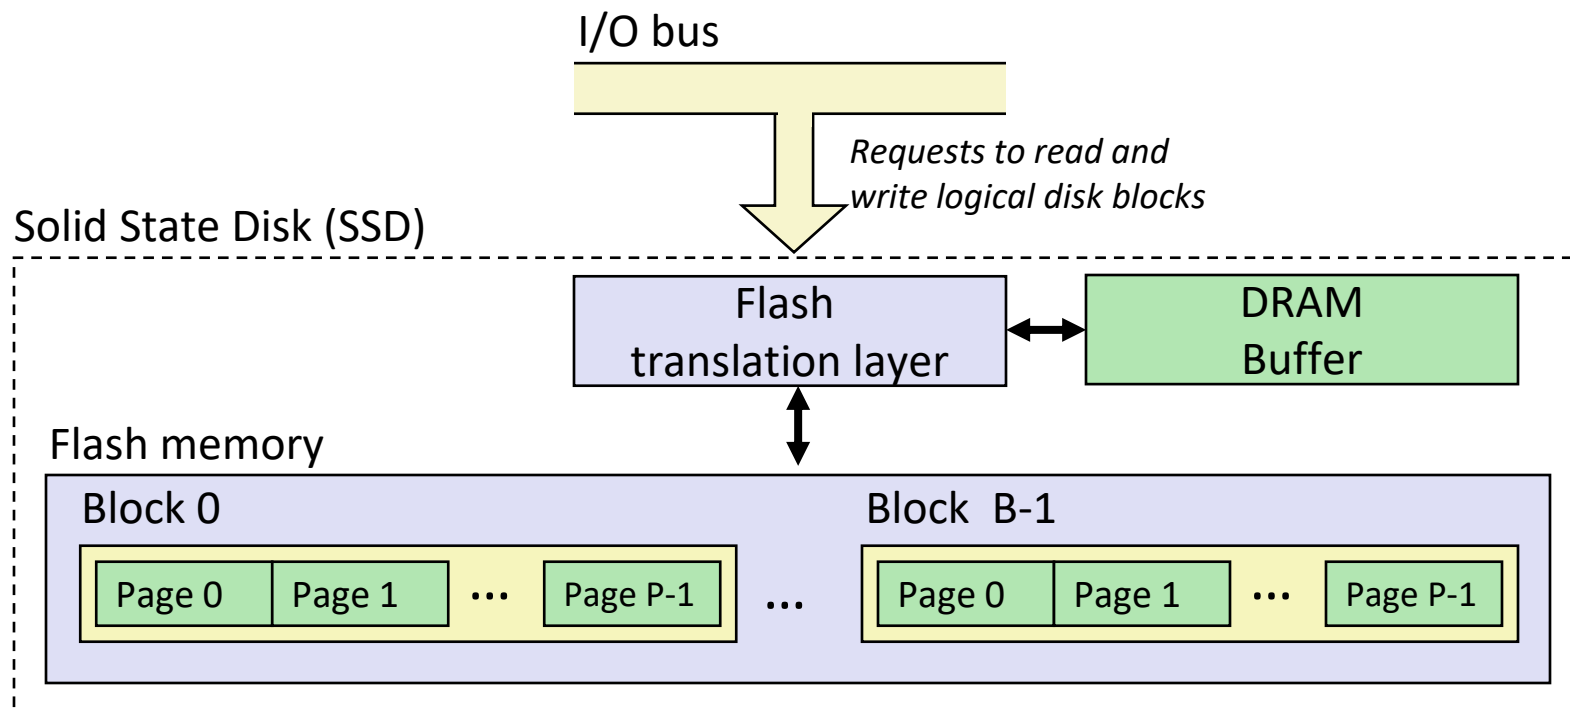 I/O bus
Requests to read and
write logical disk blocks
Solid State Disk (SSD)
Flash
translation layer
DRAM
Buffer
Flash memory
Block 0
Block B-1
Page 0 Page 1 ... Page P-1 ... Page 0 Page 1 ... Page P-1